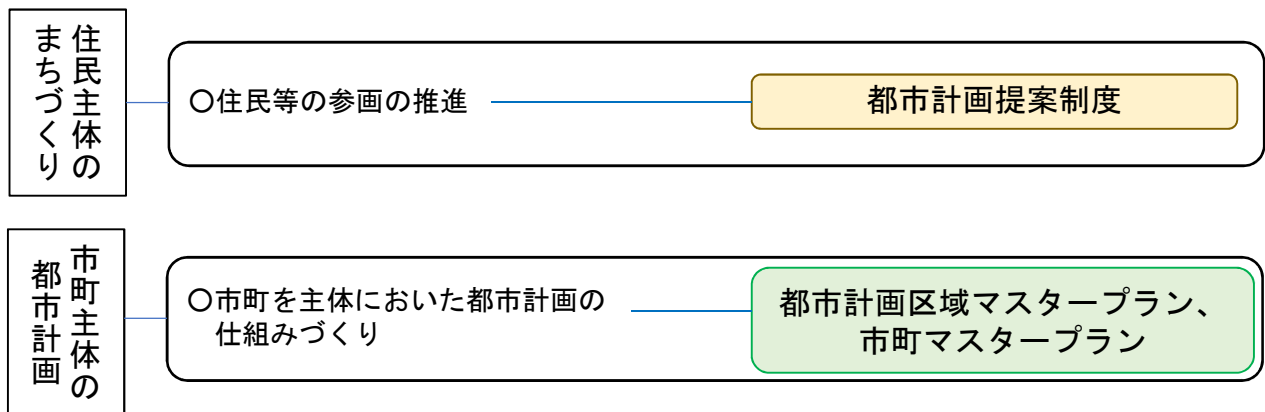 住民主体の
まちづくり
〇住民等の参画の推進
都市計画提案制度
市町主体の
都市計画
〇市町を主体においた都市計画の
仕組みづくり
都市計画区域マスタープラン、
市町マスタープラン